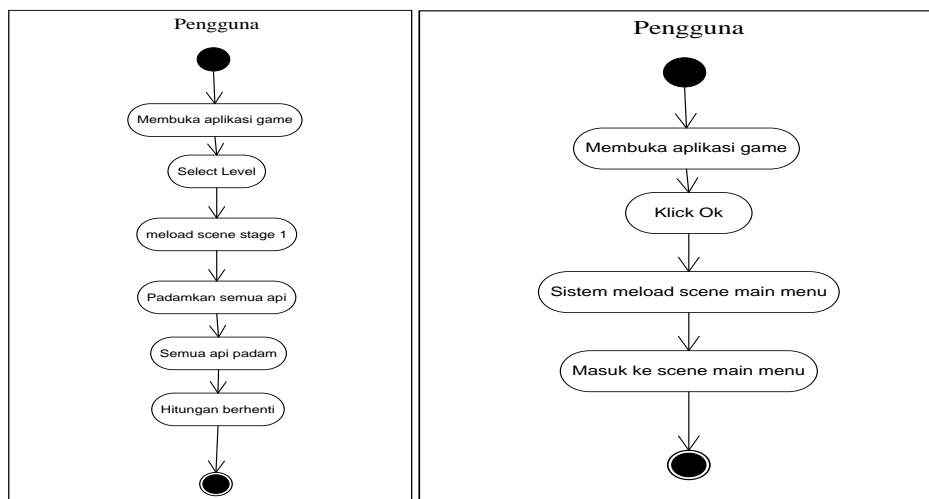 Pengguna
Membuka aplikasi game
Select Level
meload scene stage 1
Padamkan semua api
Semua api padam
Hitungan berhenti
Pengguna
Membuka aplikasi game
Klick Ok
Sistem meload scene main menu
Masuk ke scene main menu